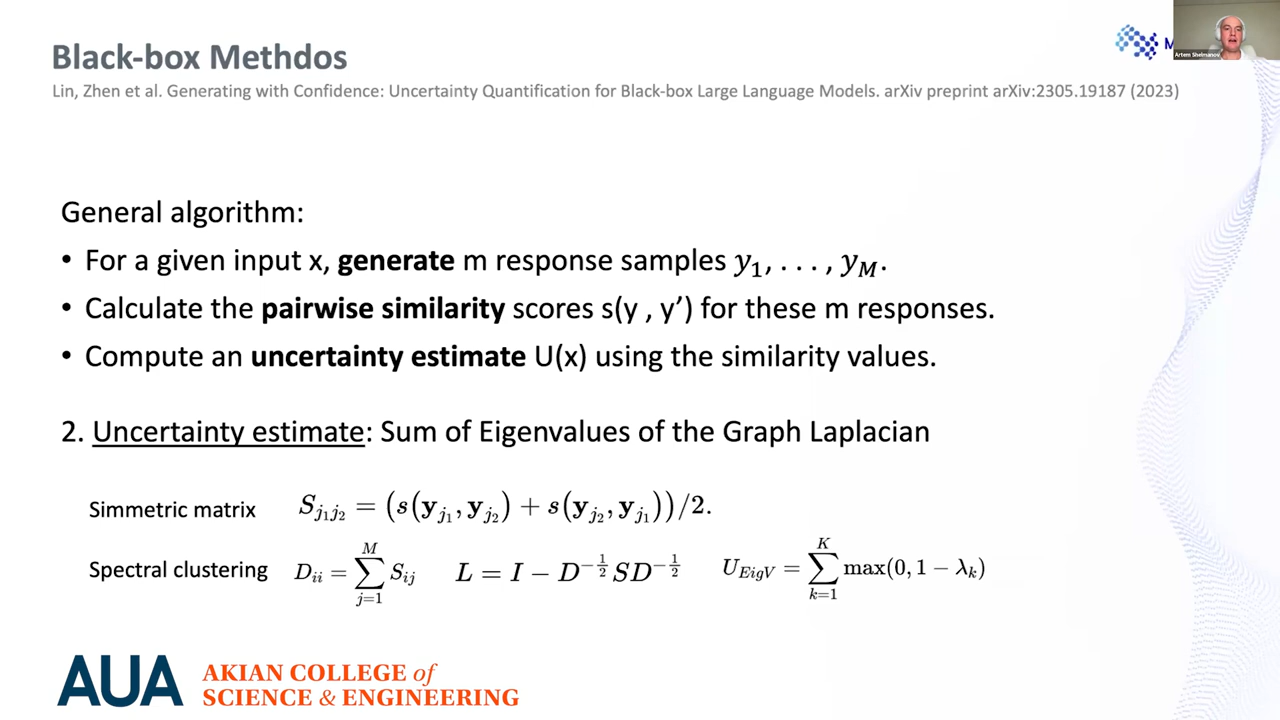 Black-box Methdos
Lin, Zhen et al. Generating with Confidence: Uncertainty Quantification for Black-box Large Language Models. arXiv preprint arXiv:2305.19187 (2023)
M
Artem Shelmanov
General algorithm:
• For a given input x, generate m response samples y₁, . . . , y_M.
• Calculate the pairwise similarity scores s(y , y’) for these m responses.
• Compute an uncertainty estimate U(x) using the similarity values.
2. Uncertainty estimate: Sum of Eigenvalues of the Graph Laplacian
Simmetric matrix S_{j₁j₂} = (s(y_{j₁}, y_{j₂}) + s(y_{j₂}, y_{j₁}))/2.
Spectral clustering D_{ii} = ∑_{j=1}^{M} S_{ij} L = I − D^{−1/2} S D^{−1/2} U_{EigV} = ∑_{k=1}^{K} max(0, 1 − λ_k)
AUA AKIAN COLLEGE of
SCIENCE & ENGINEERING